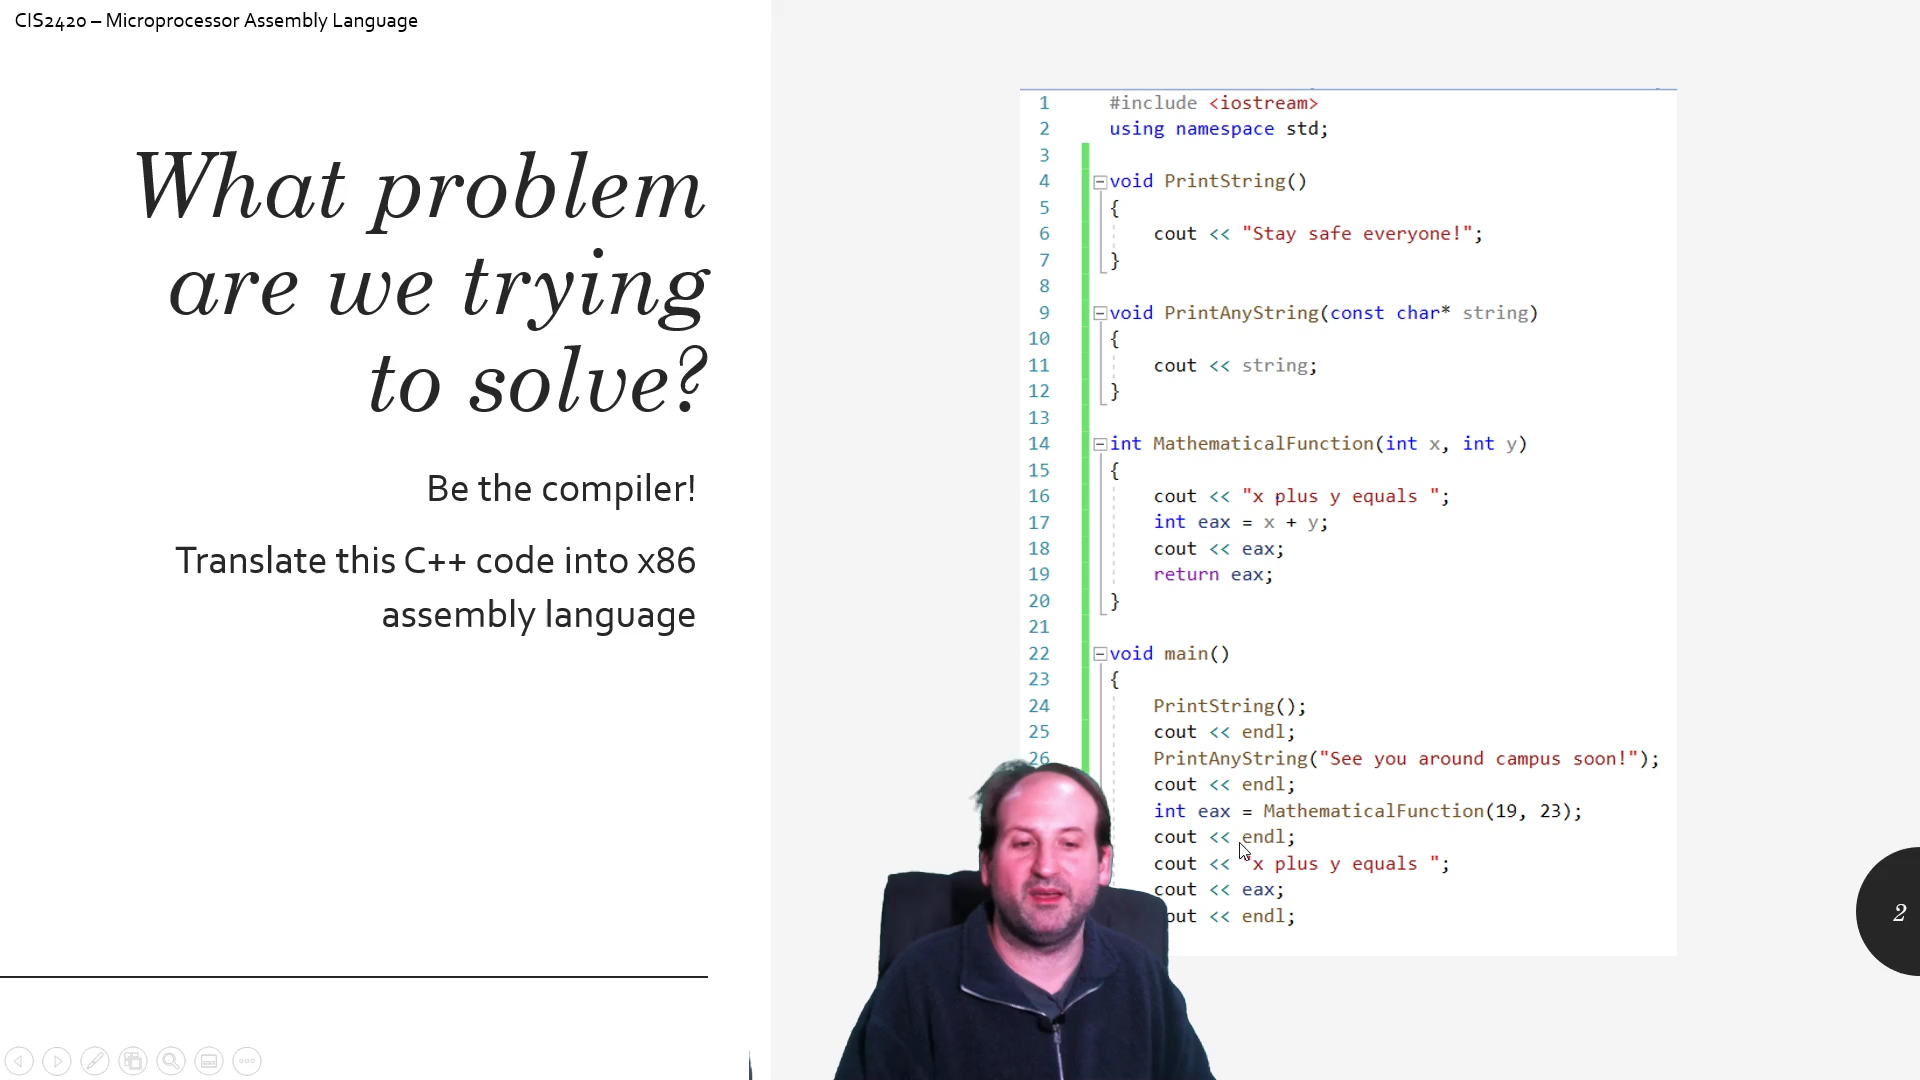 CIS2420 – Microprocessor Assembly Language
What problem
are we trying
to solve?
Be the compiler!
Translate this C++ code into x86
assembly language
1 #include <iostream>
2 using namespace std;
3
4 void PrintString()
5 {
6 cout << "Stay safe everyone!";
7 }
8
9 void PrintAnyString(const char* string)
10 {
11 cout << string;
12 }
13
14 int MathematicalFunction(int x, int y)
15 {
16 cout << "x plus y equals ";
17 int eax = x + y;
18 cout << eax;
19 return eax;
20 }
21
22 void main()
23 {
24 PrintString();
25 cout << endl;
26 PrintAnyString("See you around campus soon!");
cout << endl;
int eax = MathematicalFunction(19, 23);
cout << endl;
cout << "x plus y equals ";
cout << eax;
out << endl;
2